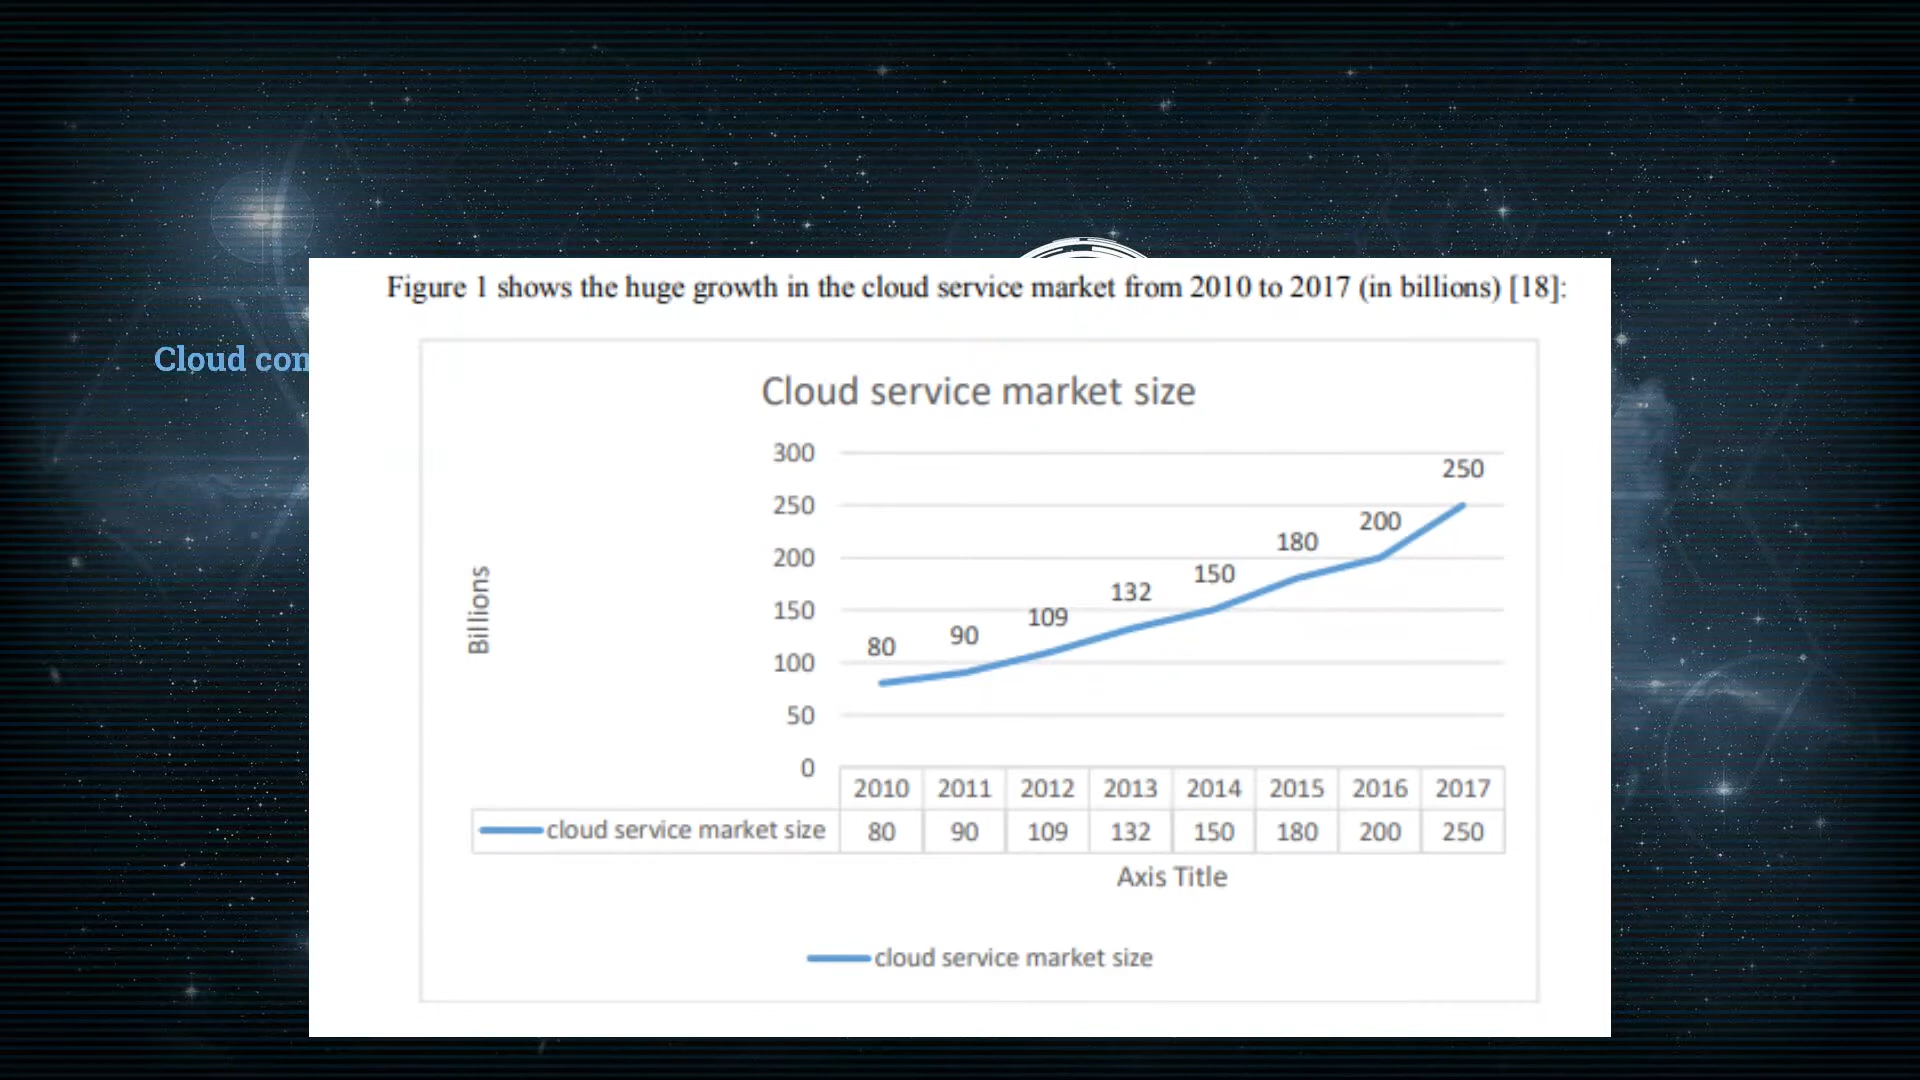 Figure 1 shows the huge growth in the cloud service market from 2010 to 2017 (in billions) [18]:
Cloud
Cloud service market size
300
250
200
150
100
50
0
Billions
80
90
109
132
150
180
200
250
2010 2011 2012 2013 2014 2015 2016 2017
cloud service market size 80 90 109 132 150 180 200 250
Axis Title
cloud service market size